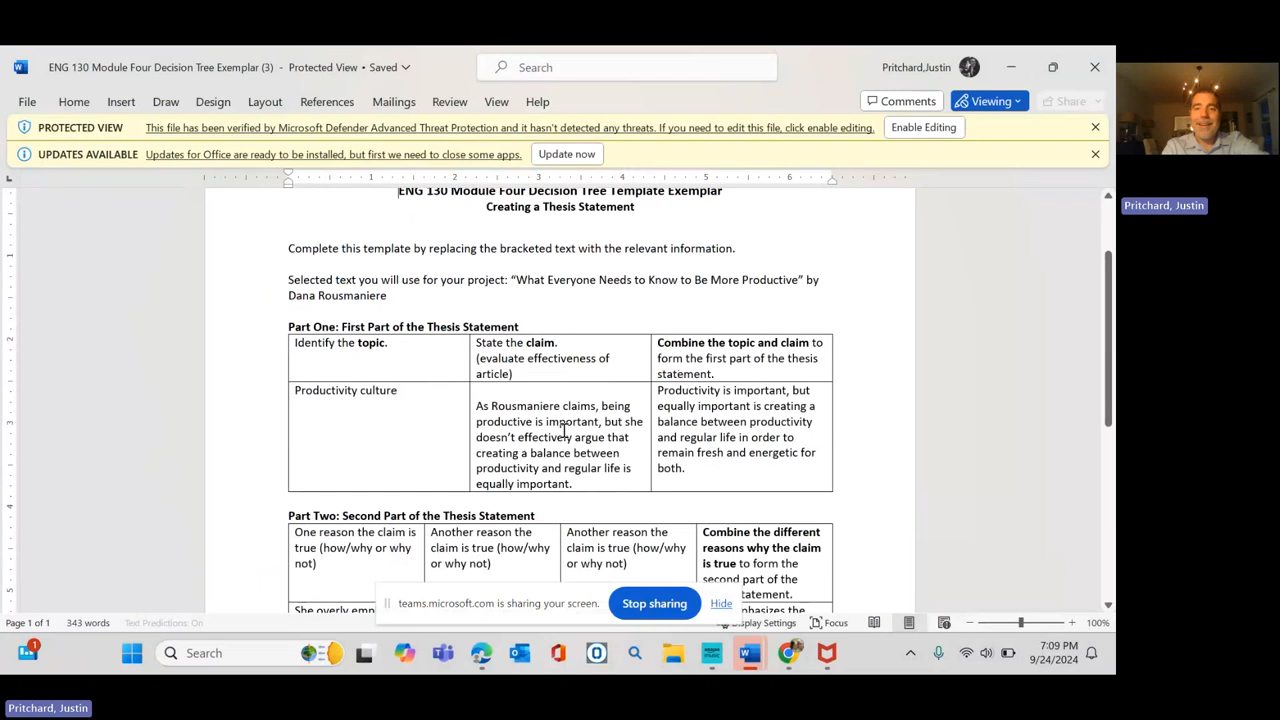 ENG 130 Module Four Decision Tree Exemplar (3) - Protected View • Saved
Search
Pritchard,Justin
File Home Insert Draw Design Layout References Mailings Review View Help
Comments
Viewing
Share
PROTECTED VIEW This file has been verified by Microsoft Defender Advanced Threat Protection and it hasn't detected any threats. If you need to edit this file, click enable editing. Enable Editing
UPDATES AVAILABLE Updates for Office are ready to be installed, but first we need to close some apps. Update now
1 2 3 4 5 6
ENG 130 Module Four Decision Tree Template Exemplar
Creating a Thesis Statement
Complete this template by replacing the bracketed text with the relevant information.
Selected text you will use for your project: “What Everyone Needs to Know to Be More Productive” by
Dana Rousmaniere
Part One: First Part of the Thesis Statement
Identify the topic.
State the claim.
(evaluate effectiveness of
article)
Combine the topic and claim to
form the first part of the thesis
statement.
Productivity culture
As Rousmaniere claims, being
productive is important, but she
doesn't effectively argue that
creating a balance between
productivity and regular life is
equally important.
Productivity is important, but
equally important is creating a
balance between productivity
and regular life in order to
remain fresh and energetic for
both.
Part Two: Second Part of the Thesis Statement
One reason the claim is
true (how/why or why
not)
Another reason the
claim is true (how/why
or why not)
Another reason the
claim is true (how/why
or why not)
Combine the different
reasons why the claim
is true to form the
second part of the
tatement.
She overly emp
hasizes the
teams.microsoft.com is sharing your screen. Stop sharing Hide
Page 1 of 1 343 words Text Predictions: On
Display Settings Focus 100%
1
Search
7:09 PM
9/24/2024
Pritchard, Justin
Pritchard, Justin